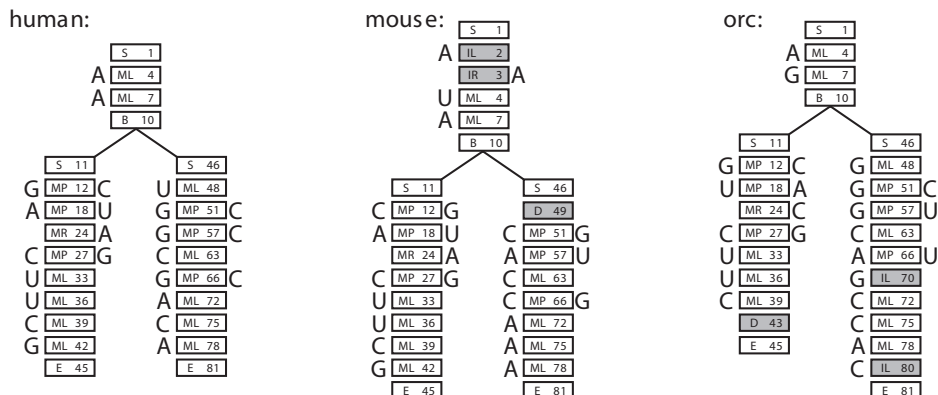 human:
S 1
A ML 4
A ML 7
B 10
S 11
G MP 12 C
A MP 18 U
MR 24 A
C MP 27 G
U ML 33
U ML 36
C ML 39
G ML 42
E 45
S 46
U ML 48
G MP 51 C
G MP 57 C
C ML 63
G MP 66 C
A ML 72
C ML 75
A ML 78
E 81
mouse:
S 1
A IL 2
IR 3 A
U ML 4
A ML 7
B 10
S 11
C MP 12 G
A MP 18 U
MR 24 A
C MP 27 G
U ML 33
U ML 36
C ML 39
G ML 42
E 45
S 46
D 49
C MP 51 G
A MP 57 U
C ML 63
C MP 66 G
A ML 72
A ML 75
A ML 78
E 81
orc:
S 1
A ML 4
G ML 7
B 10
S 11
G MP 12 C
U MP 18 A
MR 24 C
C MP 27 G
U ML 33
U ML 36
C ML 39
D 43
E 45
S 46
G ML 48
G MP 51 C
G MP 57 U
C ML 63
A MP 66 U
G IL 70
C ML 72
C ML 75
A ML 78
C IL 80
E 81